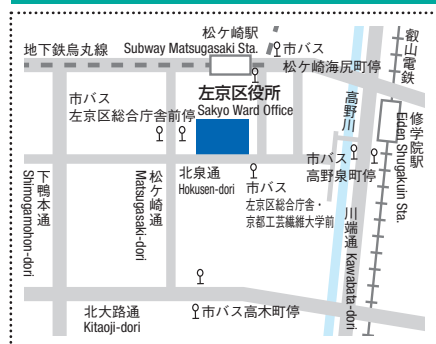 松ケ崎駅
Subway Matsugasaki Sta.
地下鉄烏丸線
市バス
松ケ崎海尻町停
叡山電鉄
左京区役所
Sakyo Ward Office
市バス
左京区総合庁舎前停
高野川
修学院駅
Eiden Shugakuin Sta.
市バス
高野泉町停
下鴨本通
Shimogamohon-dori
松ケ崎通
Matsugasaki-dori
北泉通
Hokusen-dori
市バス
左京区総合庁舎・
京都工芸繊維大学前
川端通 Kawabata-dori
北大路通
Kitaoji-dori
市バス高木町停